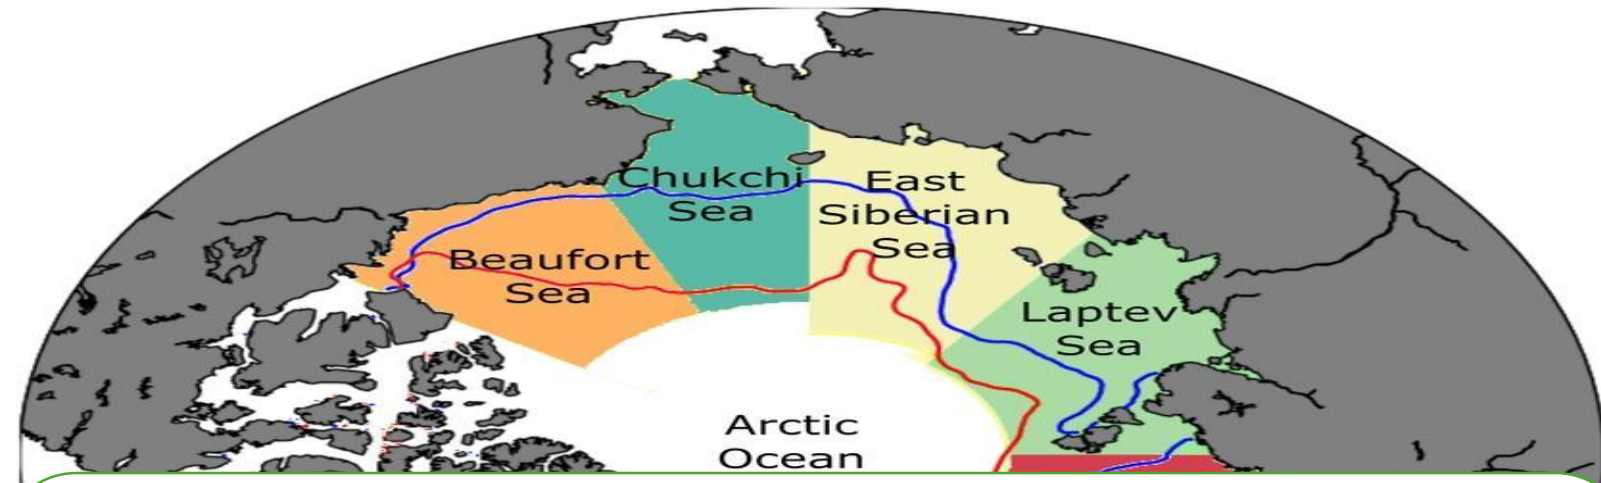 Chukchi
Sea
East
Siberian
Sea
Beaufort
Sea
Laptev
Sea
Arctic
Ocean